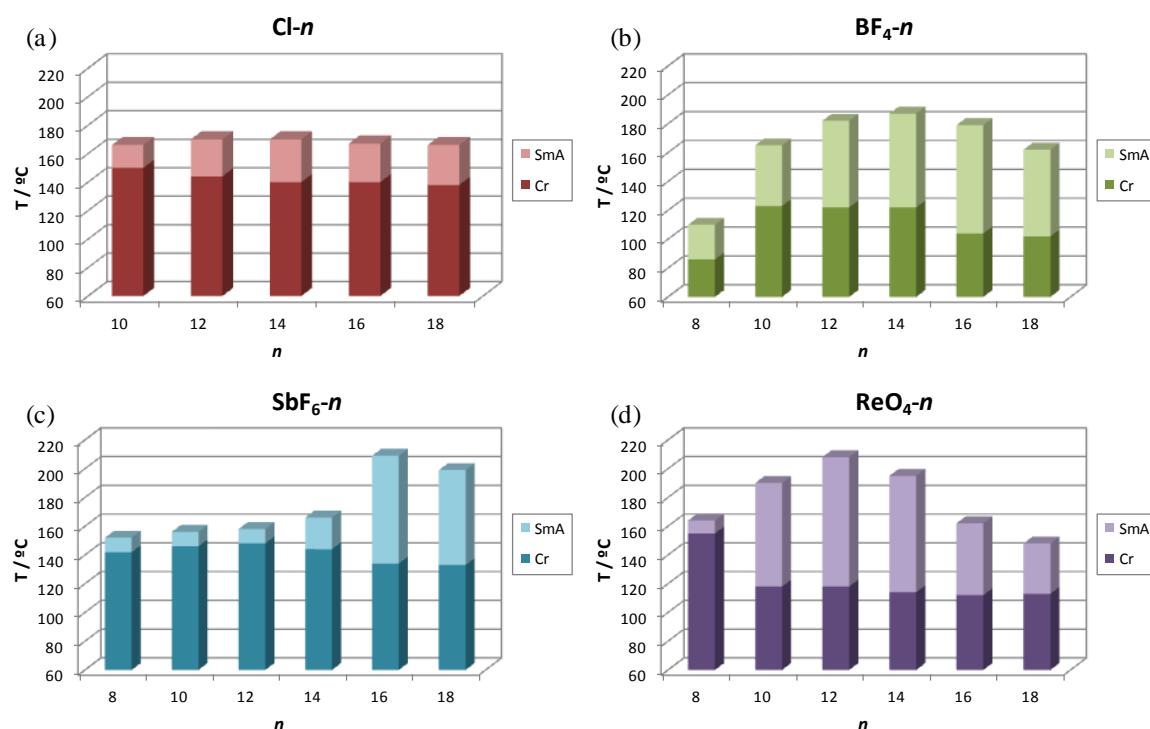 (a)
Cl-n
T / ºC
220
200
180
160
140
120
100
80
60
10 12 14 16 18
n
SmA
Cr
(b)
BF₄-n
T / ºC
220
200
180
160
140
120
100
80
60
8 10 12 14 16 18
n
SmA
Cr
(c)
SbF₆-n
T / ºC
220
200
180
160
140
120
100
80
60
8 10 12 14 16 18
n
SmA
Cr
(d)
ReO₄-n
T / ºC
220
200
180
160
140
120
100
80
60
8 10 12 14 16 18
n
SmA
Cr